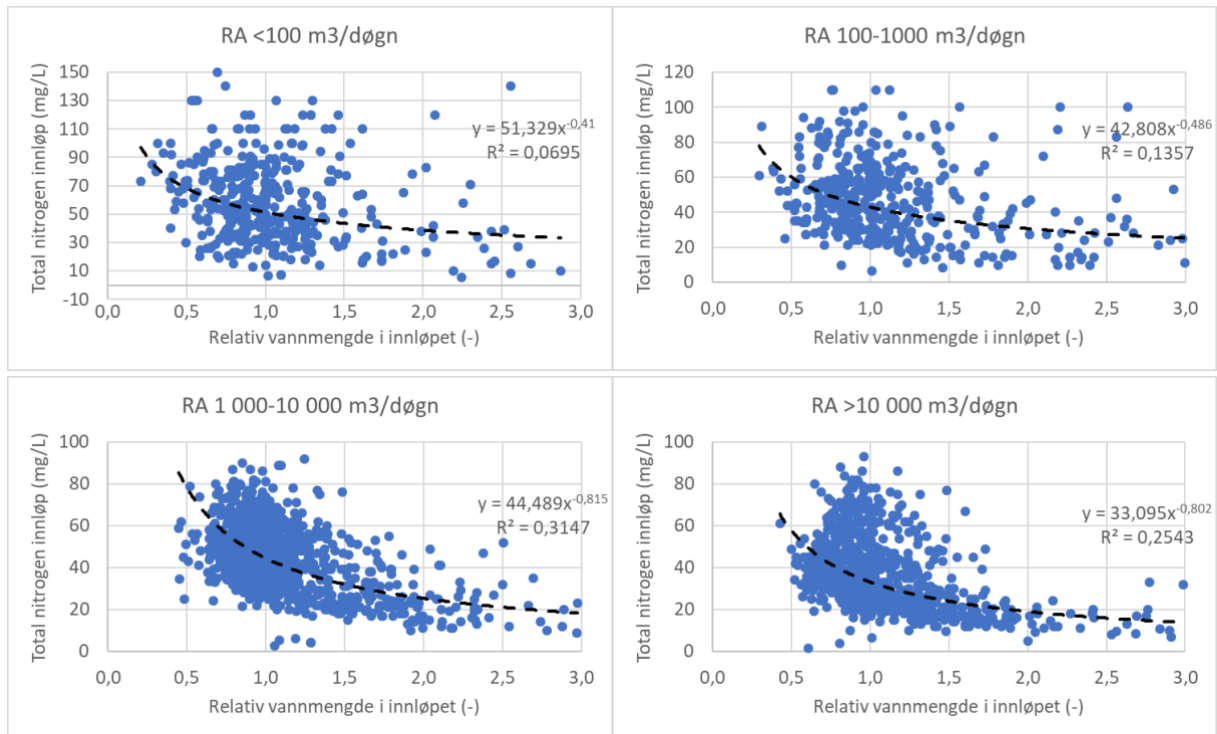 RA <100 m3/døgn
150
130
110
90
70
50
30
10
-10
Total nitrogen innløp (mg/L)
y = 51,329x^-0,41
R² = 0,0695
0,0 0,5 1,0 1,5 2,0 2,5 3,0
Relativ vannmengde i innløpet (-)
RA 100-1000 m3/døgn
120
100
80
60
40
20
0
Total nitrogen innløp (mg/L)
y = 42,808x^-0,486
R² = 0,1357
0,0 0,5 1,0 1,5 2,0 2,5 3,0
Relativ vannmengde i innløpet (-)
RA 1 000-10 000 m3/døgn
100
80
60
40
20
0
Total nitrogen innløp (mg/L)
y = 44,489x^-0,815
R² = 0,3147
0,0 0,5 1,0 1,5 2,0 2,5 3,0
Relativ vannmengde i innløpet (-)
RA >10 000 m3/døgn
100
80
60
40
20
0
Total nitrogen innløp (mg/L)
y = 33,095x^-0,802
R² = 0,2543
0,0 0,5 1,0 1,5 2,0 2,5 3,0
Relativ vannmengde i innløpet (-)